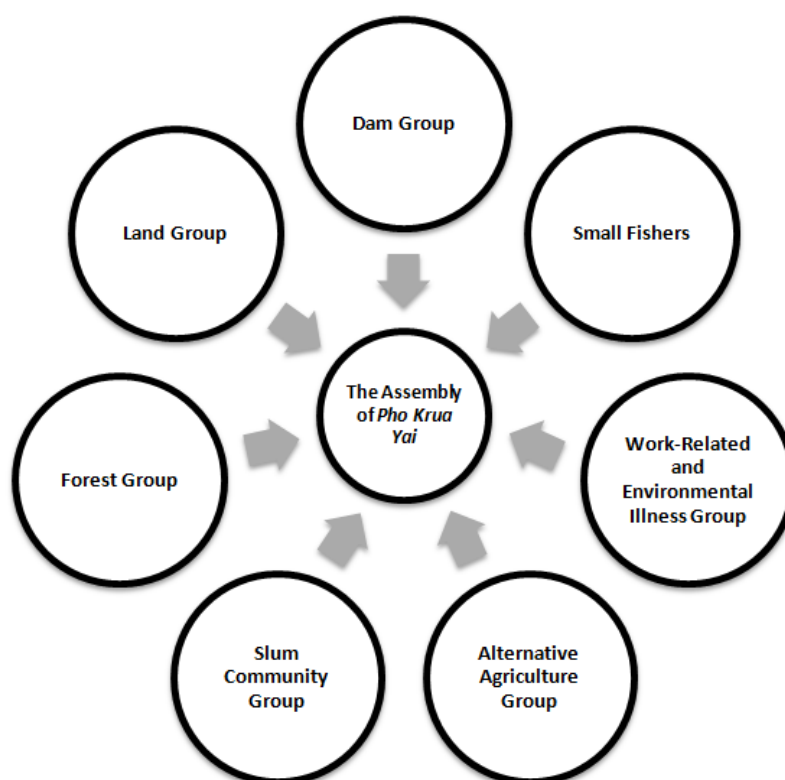 Dam Group
Land Group
Small Fishers
The Assembly
of Pho Krua
Yai
Forest Group
Work-Related
and
Environmental
Illness Group
Slum
Community
Group
Alternative
Agriculture
Group